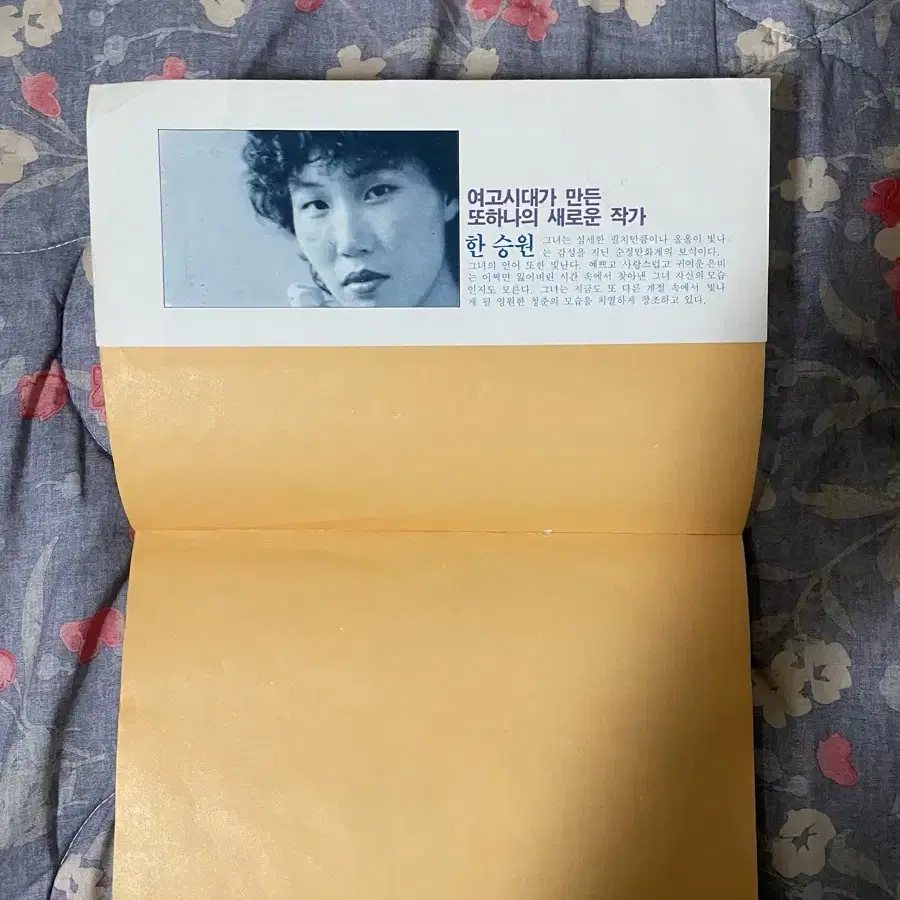 여고시대가 만든
또하나의 새로운 작가
한 승원 그녀는 섬세한 필치만큼이나 올올이 빛나
는 감성을 지닌 순정만화계의 보석이다.
그녀의 언어 또한 빛난다. 예쁘고 사랑스럽고 귀여운 은비
는 어쩌면 잃어버린 시간 속에서 찾아낸 그녀 자신의 모습
인지도 모른다. 그녀는 지금도 또 다른 계절 속에서 빛나
게 될 영원한 청춘의 모습을 치열하게 창조하고 있다.